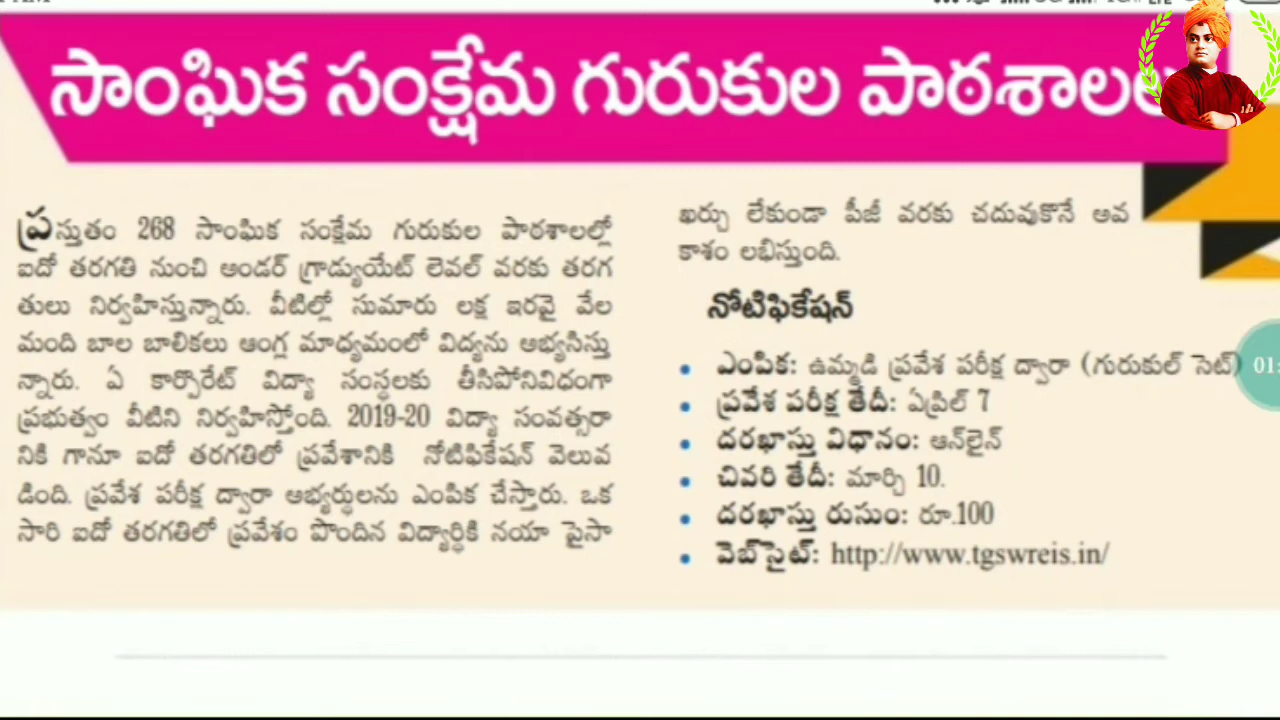 సాంఘిక సంక్షేమ గురుకుల పాఠశాలల
ప్రస్తుతం 268 సాంఘిక సంక్షేమ గురుకుల పాఠశాలల్లో
ఐదో తరగతి నుంచి అండర్ గ్రాడ్యుయేట్ లెవల్ వరకు తరగ
తులు నిర్వహిస్తున్నారు. వీటిల్లో సుమారు లక్ష ఇరవై వేల
మంది బాల బాలికలు ఆంగ్ల మాధ్యమంలో విద్యను అభ్యసిస్తు
న్నారు. ఏ కార్పొరేట్ విద్యా సంస్థలకు తీసిపోనివిధంగా
ప్రభుత్వం వీటిని నిర్వహిస్తోంది. 2019-20 విద్యా సంవత్సరా
నికి గానూ ఐదో తరగతిలో ప్రవేశానికి నోటిఫికేషన్ వెలువ
డింది. ప్రవేశ పరీక్ష ద్వారా అభ్యర్థులను ఎంపిక చేస్తారు. ఒక
సారి ఐదో తరగతిలో ప్రవేశం పొందిన విద్యార్థికి నయా పైసా
ఖర్చు లేకుండా పీజీ వరకు చదువుకొనే అవ
కాశం లభిస్తుంది.
నోటిఫికేషన్
• ఎంపిక: ఉమ్మడి ప్రవేశ పరీక్ష ద్వారా (గురుకుల్ సెట్)
• ప్రవేశ పరీక్ష తేదీ: ఏప్రిల్ 7
• దరఖాస్తు విధానం: ఆన్‌లైన్
• చివరి తేదీ: మార్చి 10.
• దరఖాస్తు రుసుం: రూ.100
• వెబ్‌సైట్: http://www.tgswreis.in/
01: